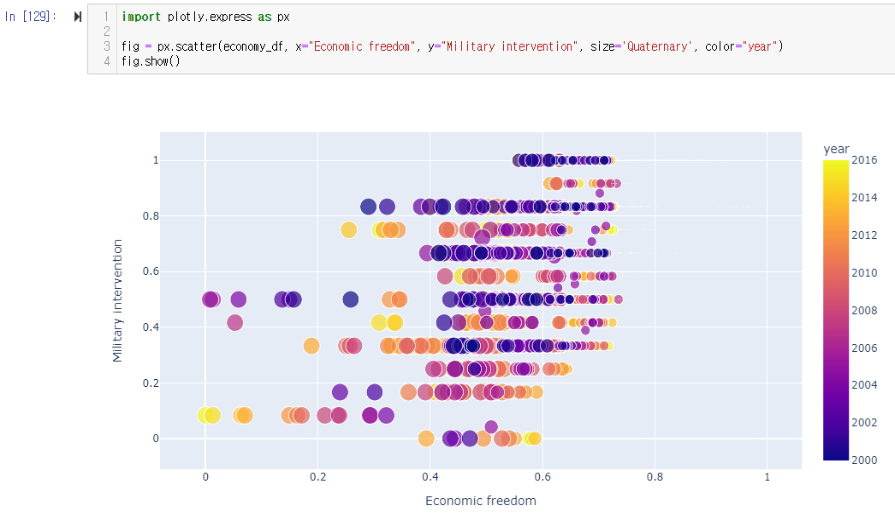 In [129]:
1 import plotly.express as px
2
3 fig = px.scatter(economy_df, x="Economic freedom", y="Military intervention", size='Quaternary', color="year")
4 fig.show()
year
1
0.8
0.6
0.4
0.2
0
Military intervention
0 0.2 0.4 0.6 0.8 1
Economic freedom
2016
2014
2012
2010
2008
2006
2004
2002
2000